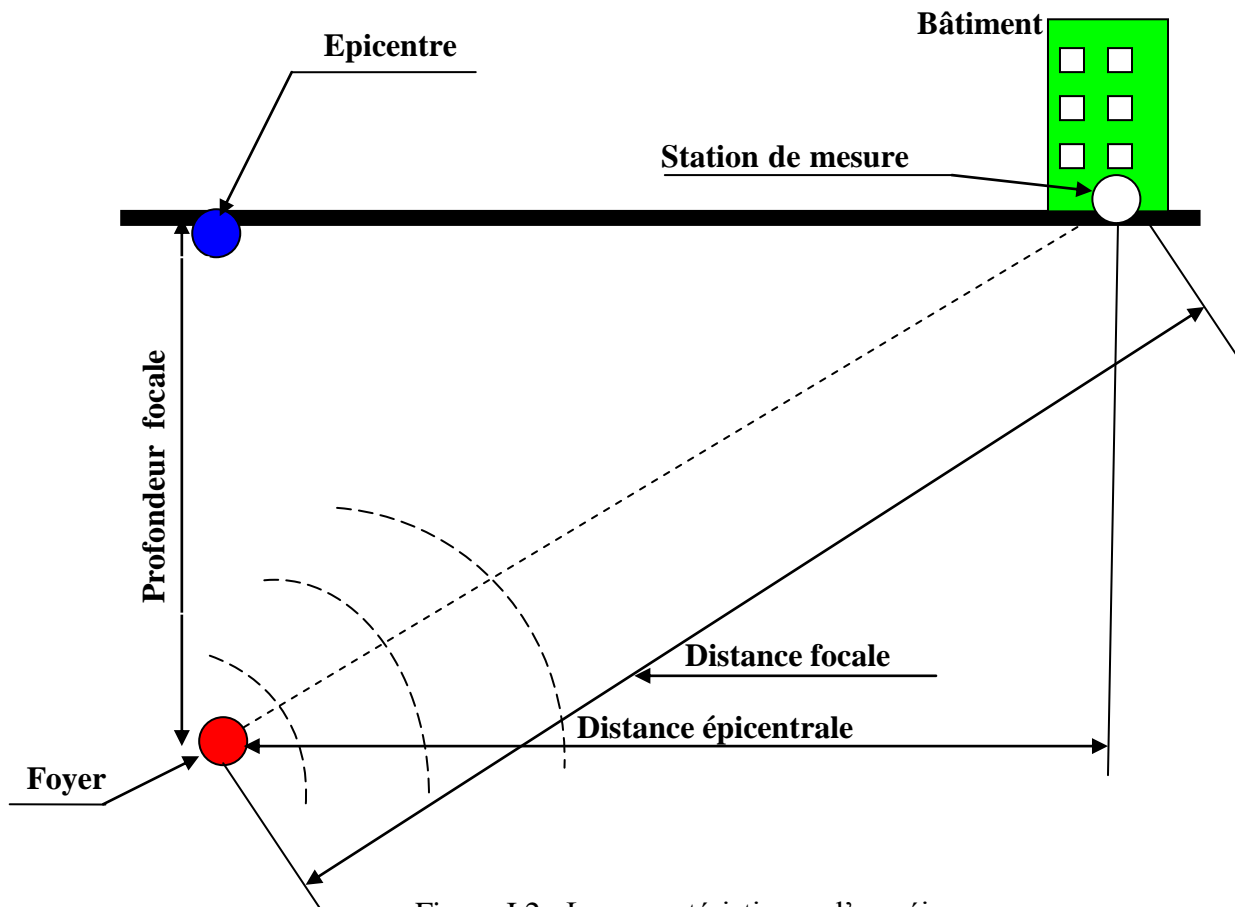 Bâtiment
Epicentre
Station de mesure
Profondeur focale
Distance focale
Distance épicentrale
Foyer